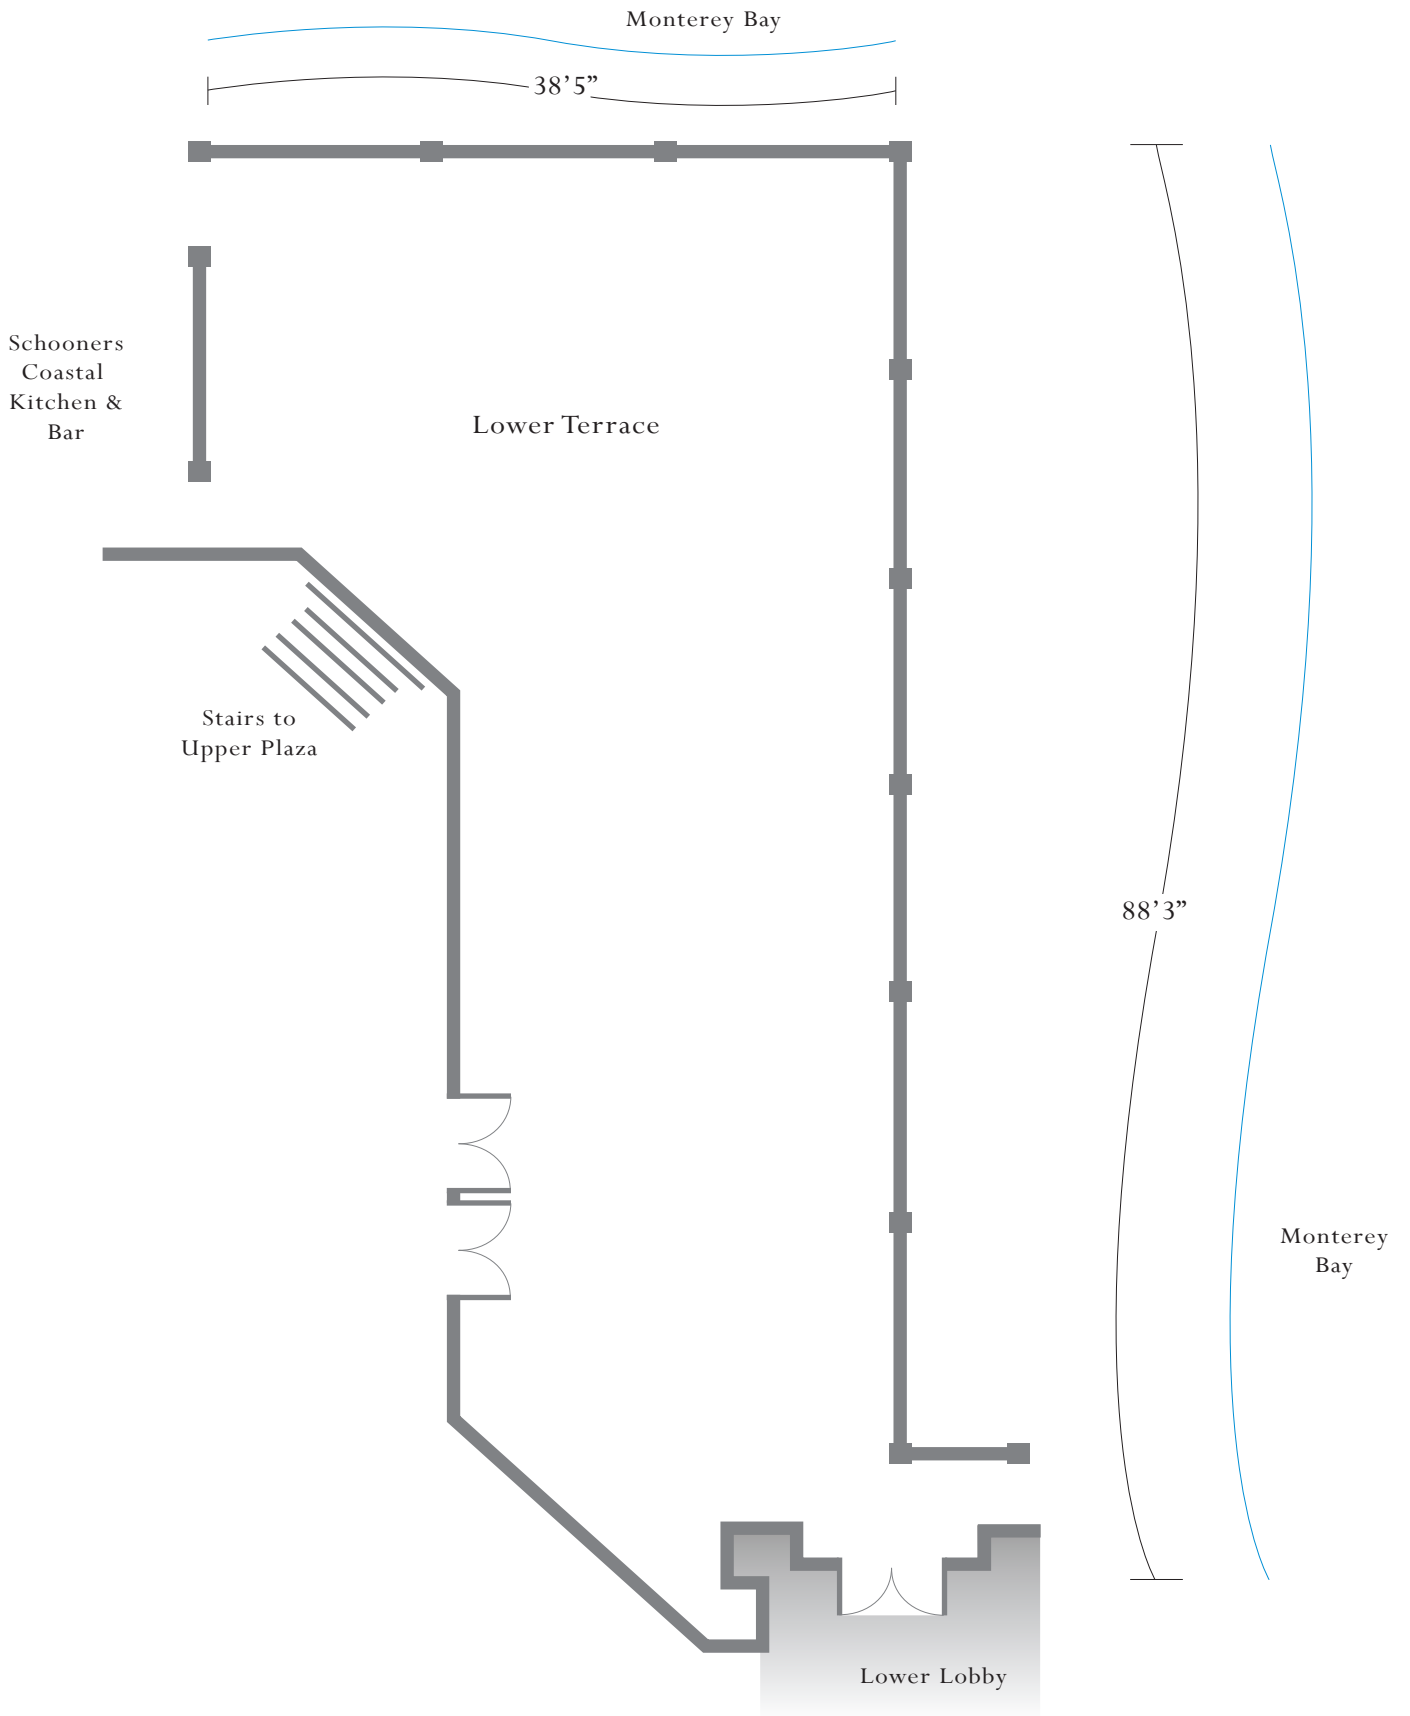 Monterey Bay
38’5”
Schooners
Coastal
Kitchen &
Bar
Lower Terrace
Stairs to
Upper Plaza
88’3”
Monterey
Bay
Lower Lobby